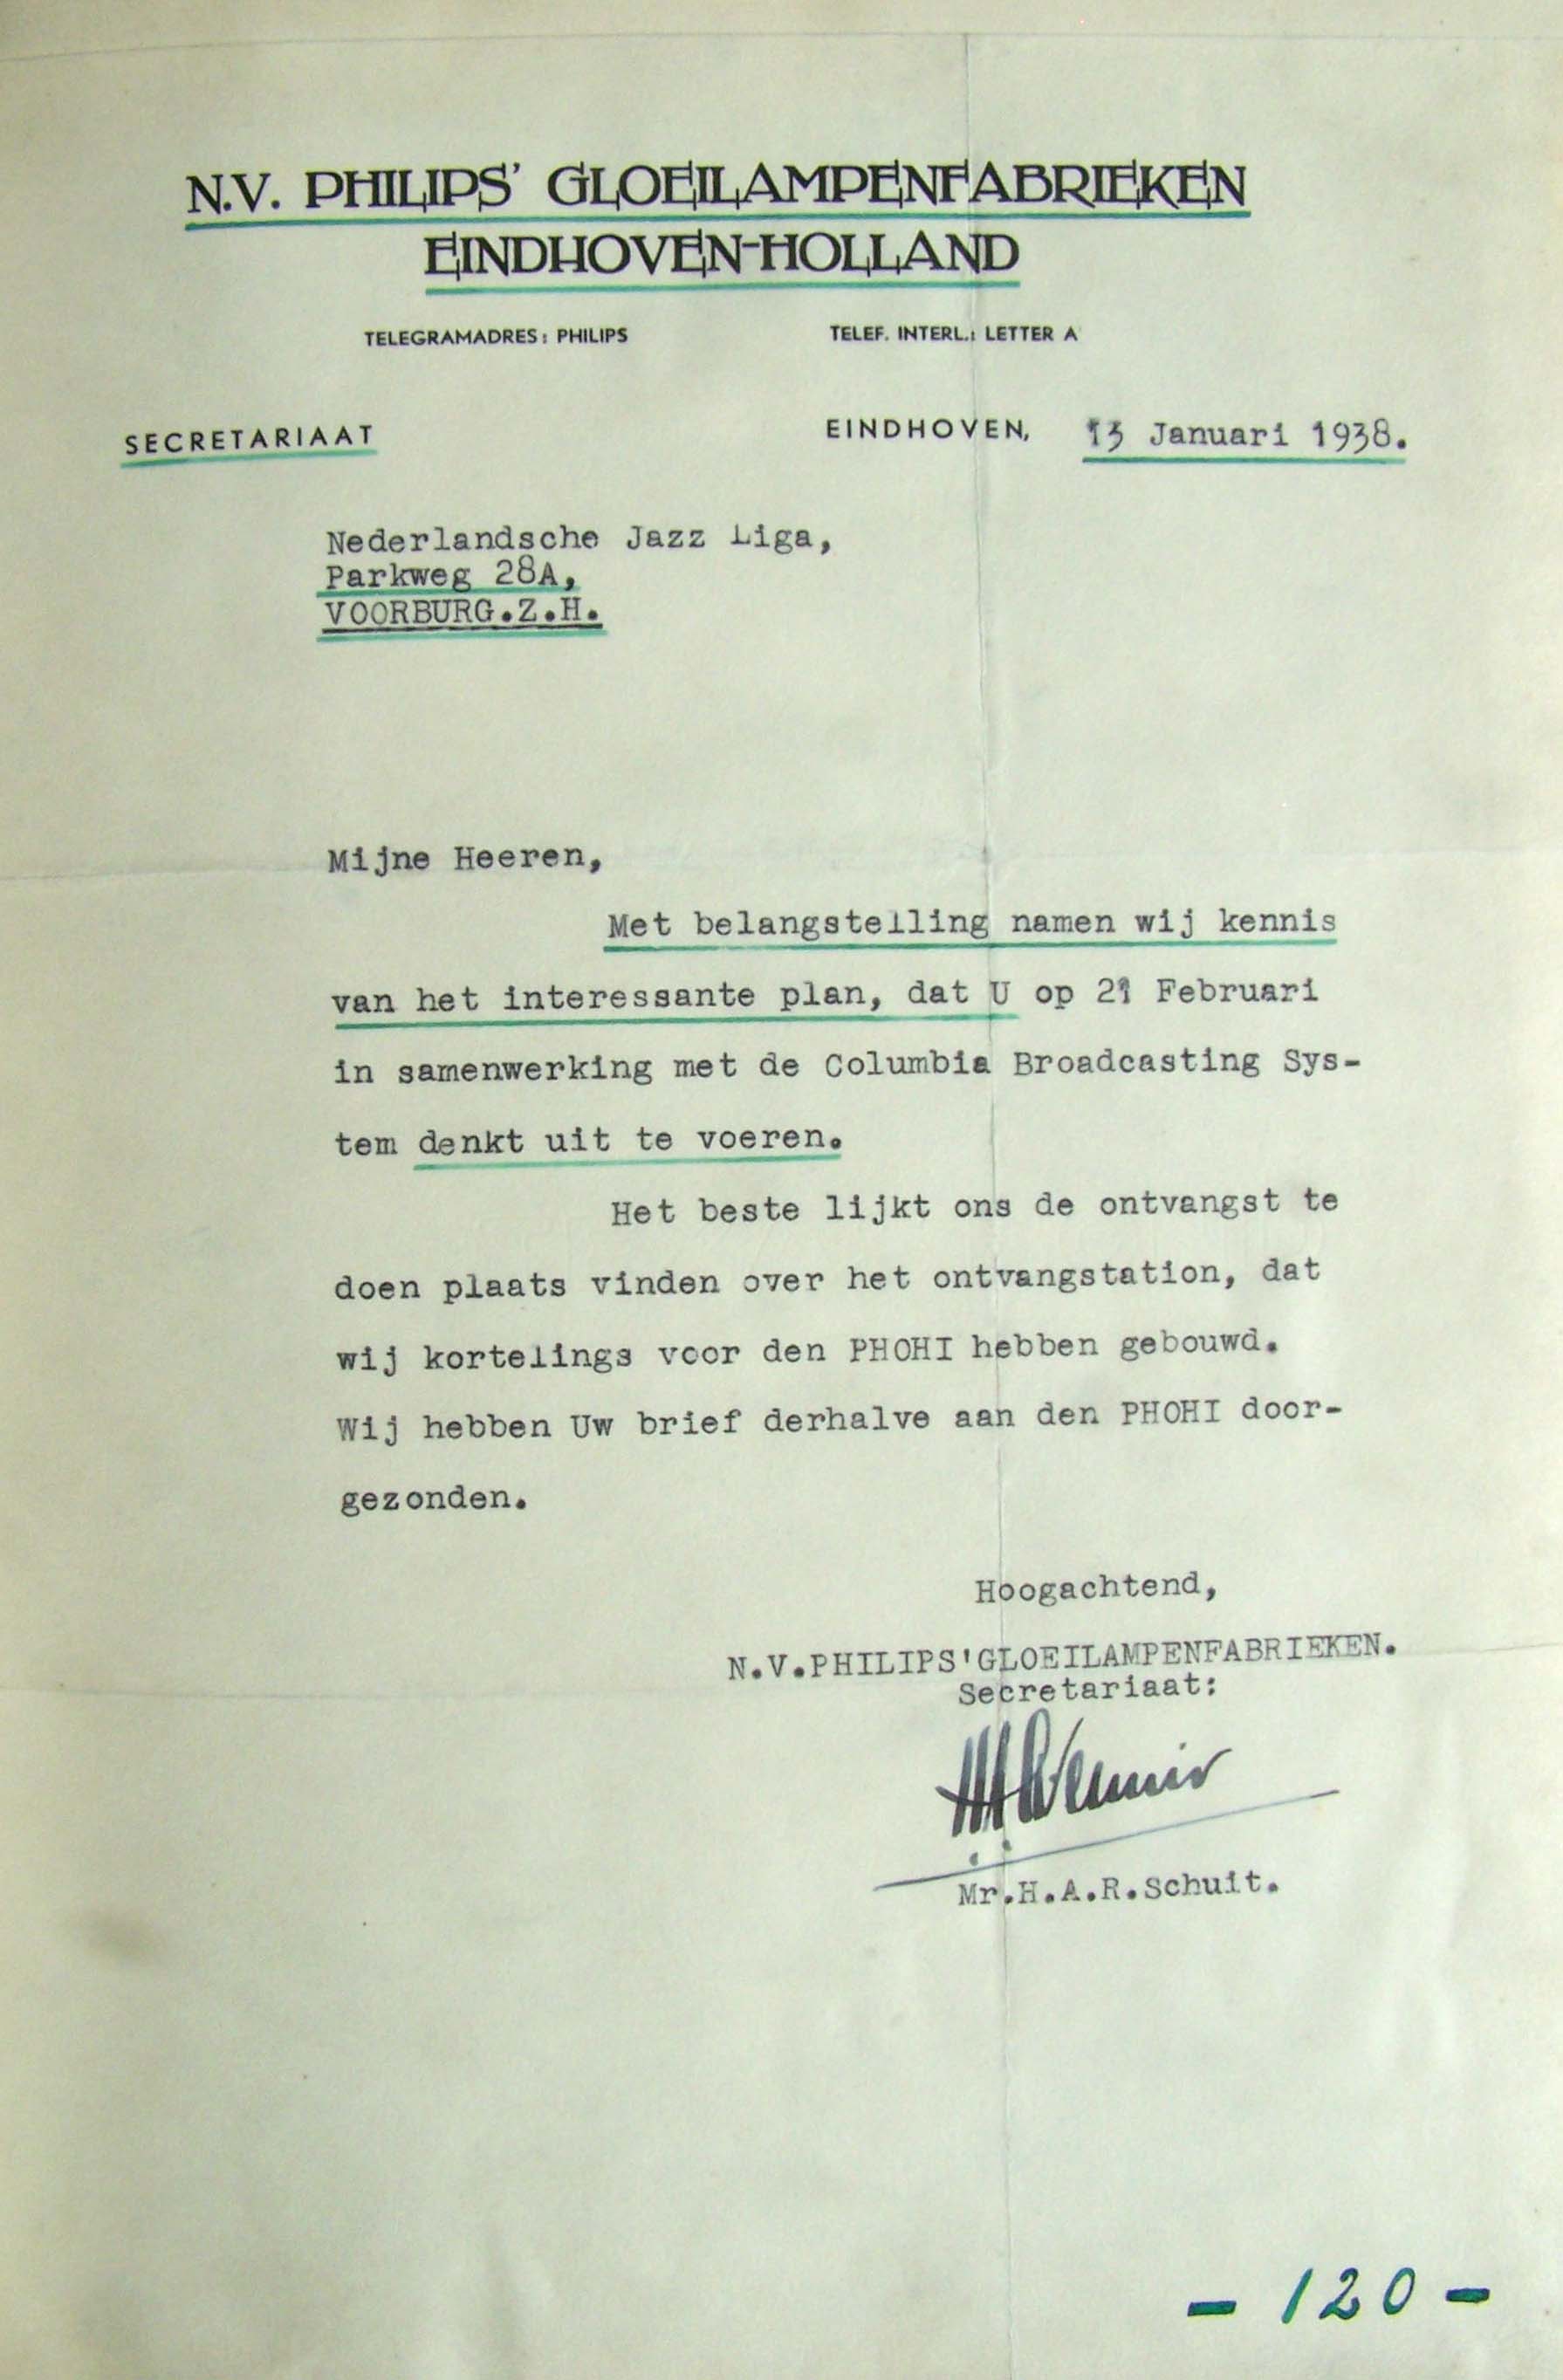 N.V. PHILIPS' GLOEILAMPENFABRIEKEN
EINDHOVEN-HOLLAND
TELEGRAMADRES: PHILIPS TELEF. INTERL.: LETTER A
SECRETARIAAT EINDHOVEN, 13 Januari 1938.
Nederlandsche Jazz Liga,
Parkweg 28A,
VOORBURG.Z.H.
Mijne Heeren,
Met belangstelling namen wij kennis
van het interessante plan, dat U op 21 Februari
in samenwerking met de Columbia Broadcasting Sys-
tem denkt uit te voeren.
Het beste lijkt ons de ontvangst te
doen plaats vinden over het ontvangstation, dat
wij kortelings voor den PHOHI hebben gebouwd.
Wij hebben Uw brief derhalve aan den PHOHI door-
gezonden.
Hoogachtend,
N.V.PHILIPS'GLOEILAMPENFABRIEKEN.
Secretariaat:
Mr.H.A.R.Schuit.
- 120 -